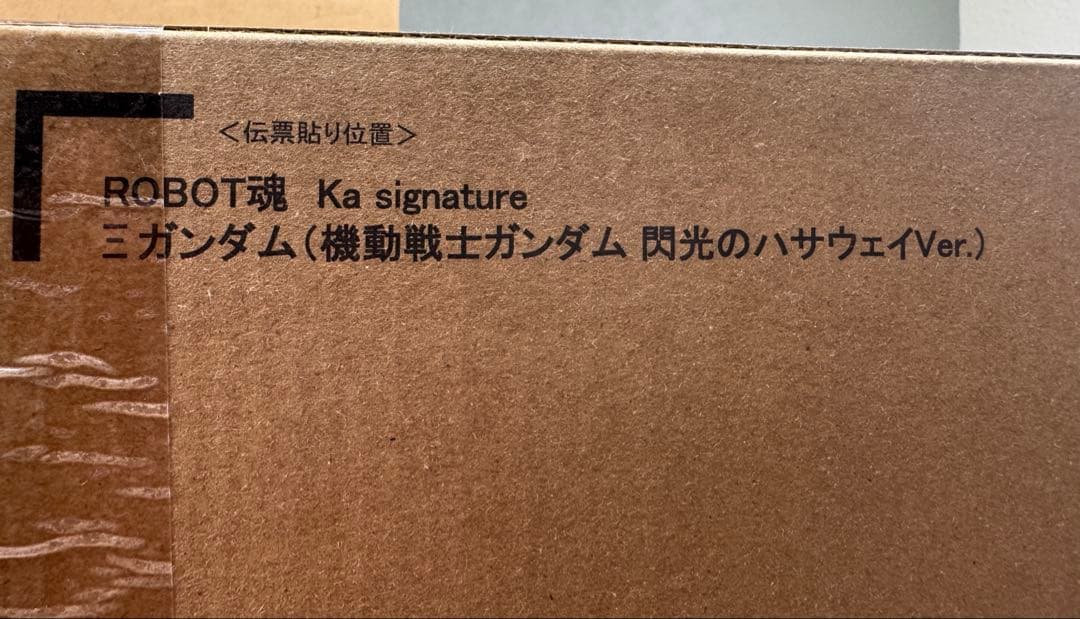 ＜伝票貼り位置＞
ROBOT魂　Ka signature
Ξガンダム（機動戦士ガンダム 閃光のハサウェイVer.）